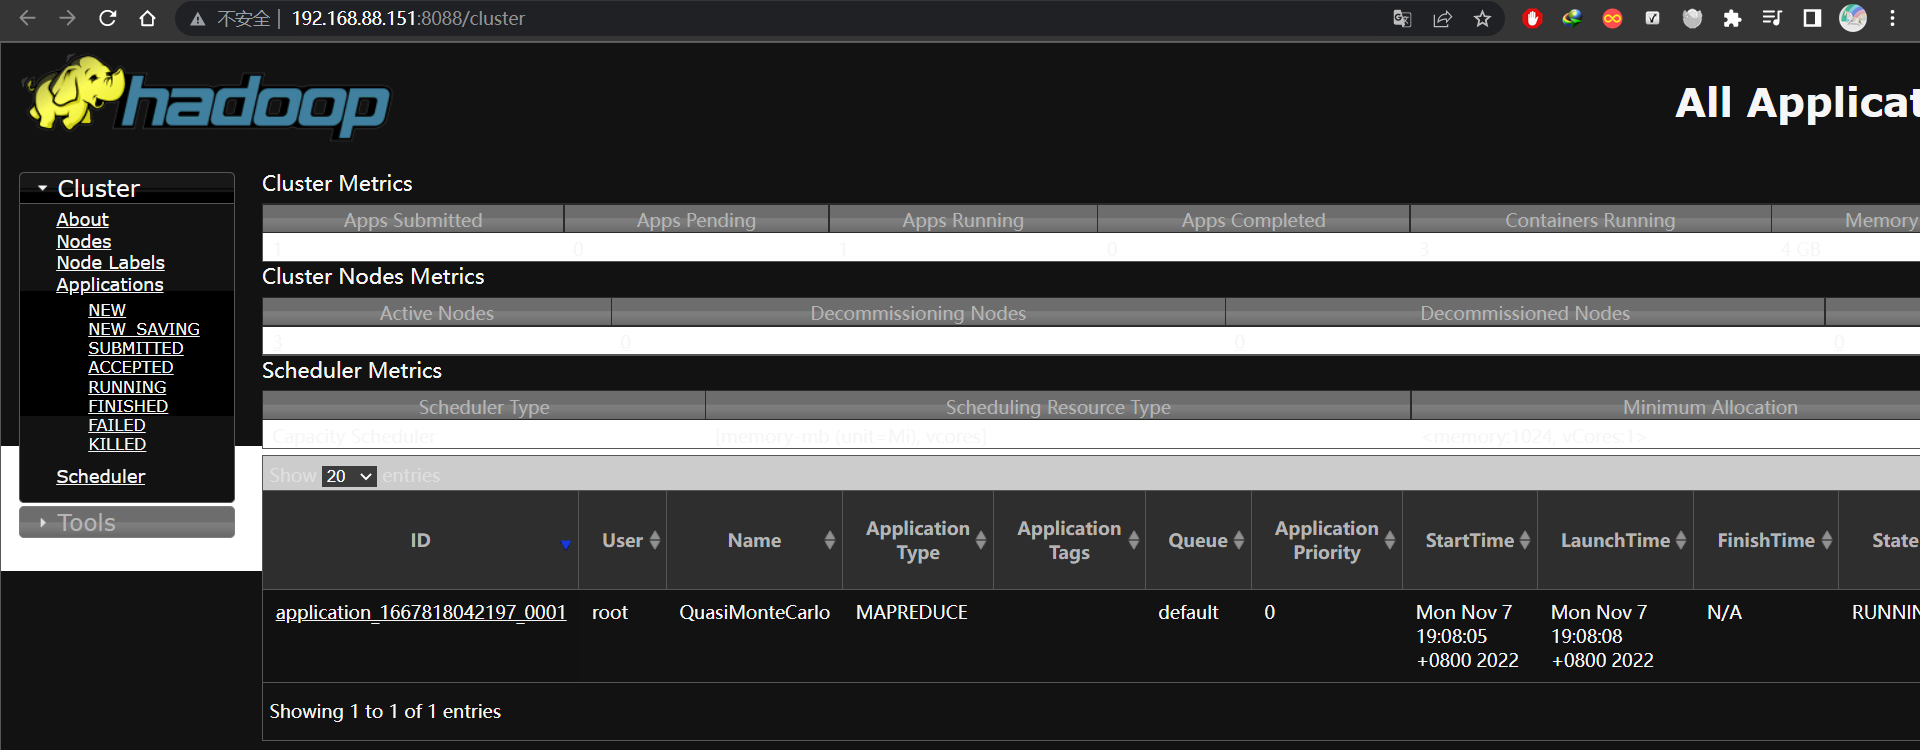 不安全 | 192.168.88.151:8088/cluster
hadoop
All Applicat
Cluster
About
Nodes
Node Labels
Applications
NEW
NEW_SAVING
SUBMITTED
ACCEPTED
RUNNING
FINISHED
FAILED
KILLED
Scheduler
Tools
Cluster Metrics
Apps Submitted Apps Pending Apps Running Apps Completed Containers Running Memory
1 0 1 0 3 4 GB
Cluster Nodes Metrics
Active Nodes Decommissioning Nodes Decommissioned Nodes
3 0 0 0
Scheduler Metrics
Scheduler Type Scheduling Resource Type Minimum Allocation
Capacity Scheduler [memory-mb (unit=Mi), vcores] <memory:1024, vCores:1>
Show 20 entries
ID User Name Application Type Application Tags Queue Application Priority StartTime LaunchTime FinishTime State
application_1667818042197_0001 root QuasiMonteCarlo MAPREDUCE default 0 Mon Nov 7 19:08:05 +0800 2022 Mon Nov 7 19:08:08 +0800 2022 N/A RUNNIN
Showing 1 to 1 of 1 entries